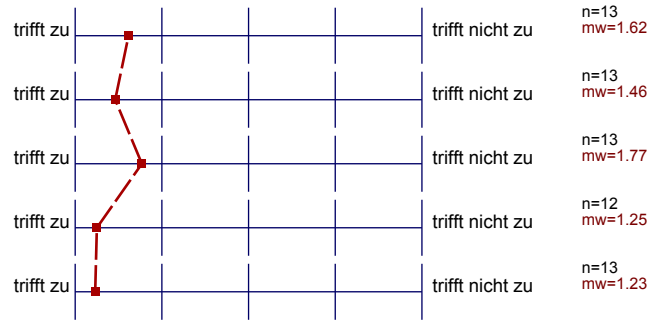 trifft zu trifft nicht zu n=13
mw=1.62
trifft zu trifft nicht zu n=13
mw=1.46
trifft zu trifft nicht zu n=13
mw=1.77
trifft zu trifft nicht zu n=12
mw=1.25
trifft zu trifft nicht zu n=13
mw=1.23